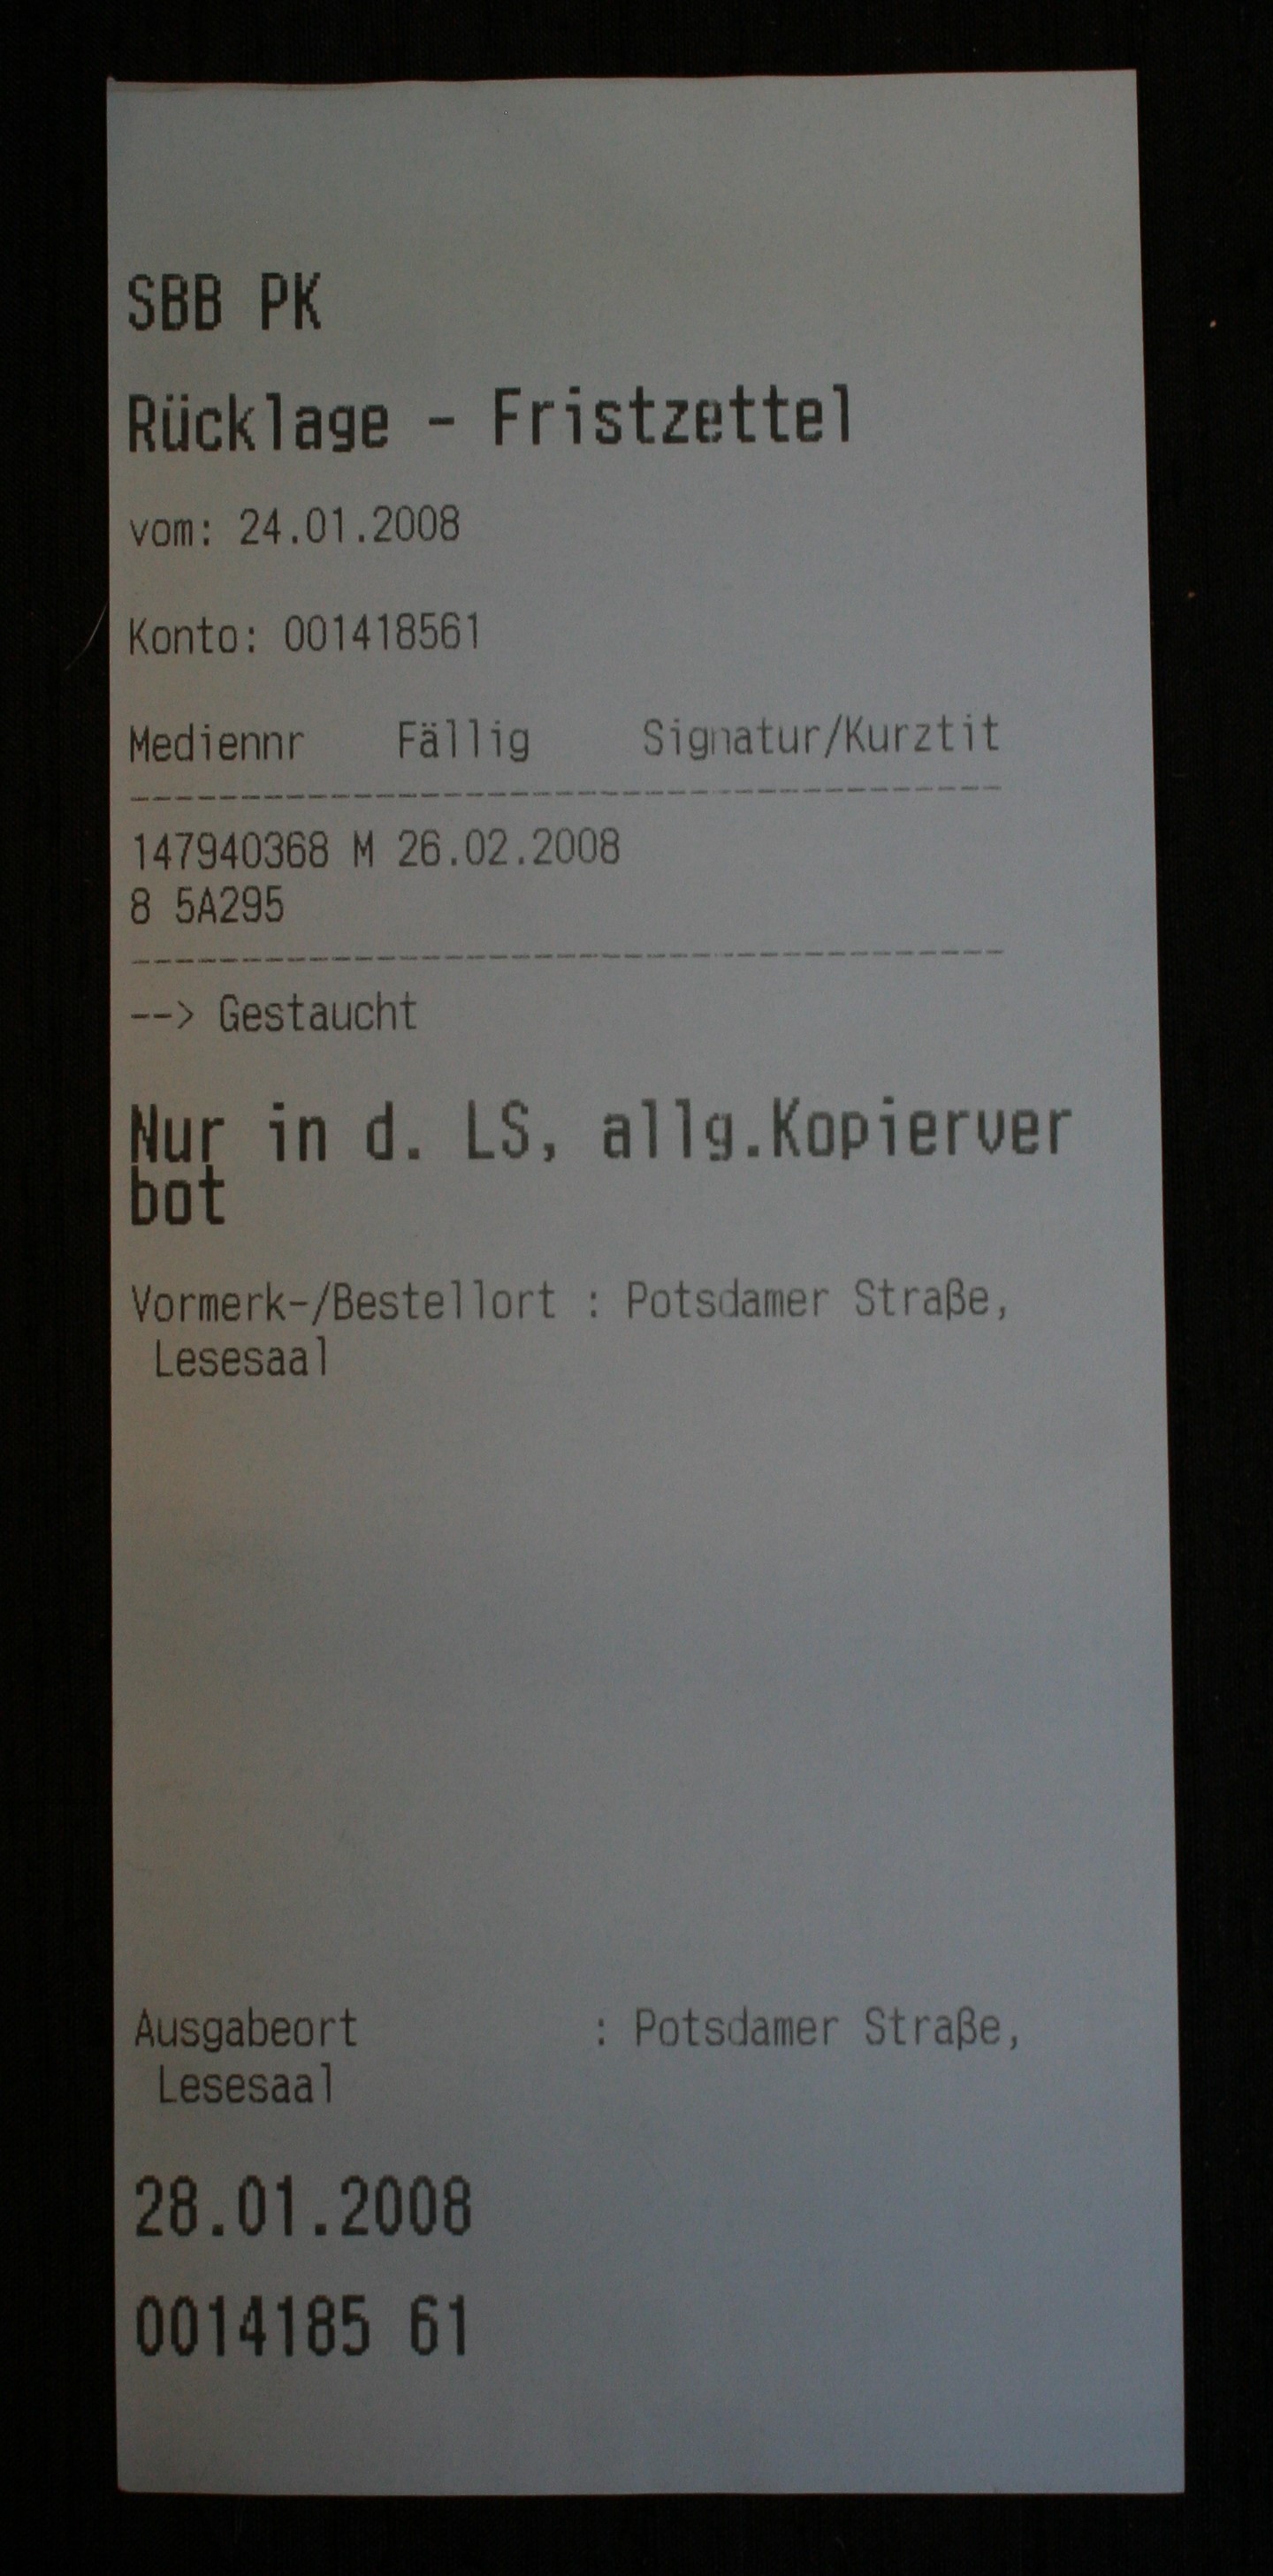 SBB PK
Rücklage - Fristzettel
vom: 24.01.2008
Konto: 001418561
Mediennr Fällig Signatur/Kurztit
----------------------------------------
147940368 M 26.02.2008
8 5A295
----------------------------------------
--> Gestaucht
Nur in d. LS, allg.Kopierver
bot
Vormerk-/Bestellort : Potsdamer Straße,
Lesesaal
Ausgabeort : Potsdamer Straße,
Lesesaal
28.01.2008
0014185 61